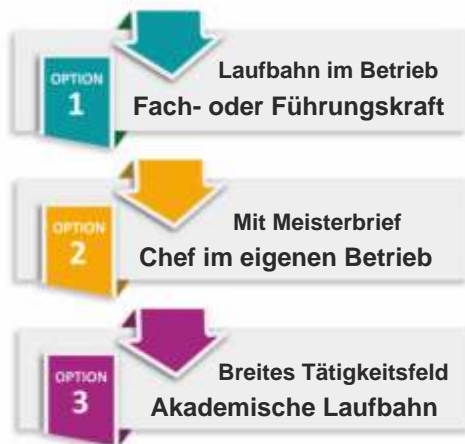 OPTION
1
Laufbahn im Betrieb
Fach- oder Führungskraft
OPTION
2
Mit Meisterbrief
Chef im eigenen Betrieb
OPTION
3
Breites Tätigkeitsfeld
Akademische Laufbahn